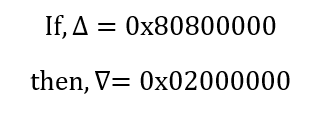 If, Δ = 0x80800000
then, ∇= 0x02000000